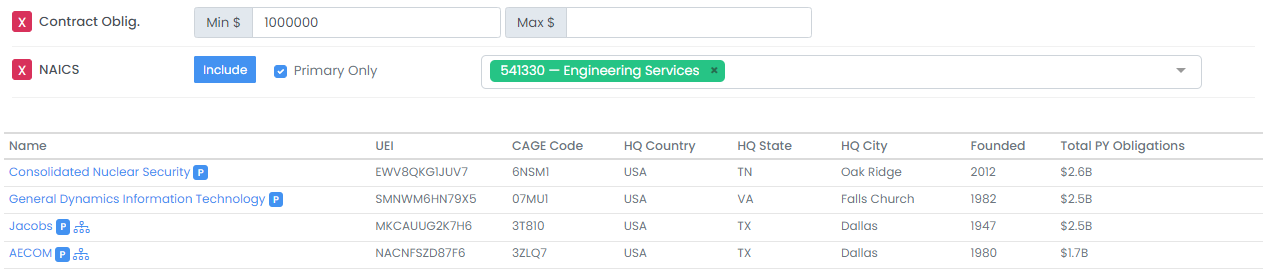 X Contract Oblig. Min $ 1000000 Max $
X NAICS Include Primary Only 541330 — Engineering Services ×
Name UEI CAGE Code HQ Country HQ State HQ City Founded Total PY Obligations
Consolidated Nuclear Security P EWV8QKG1JUV7 6NSM1 USA TN Oak Ridge 2012 $2.6B
General Dynamics Information Technology P SMNWM6HN79X5 07MU1 USA VA Falls Church 1982 $2.5B
Jacobs P MKCAUUG2K7H6 3T810 USA TX Dallas 1947 $2.5B
AECOM P NACNFSZD87F6 3ZLQ7 USA TX Dallas 1980 $1.7B